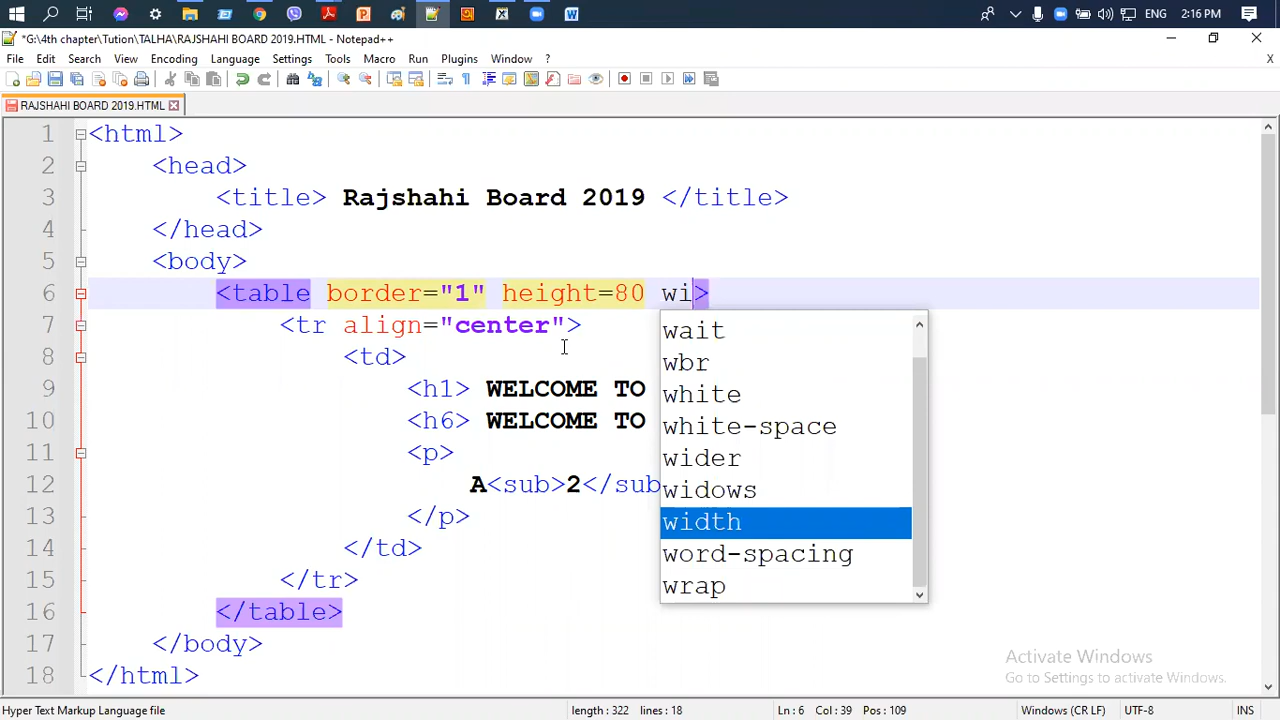 ENG 2:16 PM
*G:\4th chapter\Tution\TALHA\RAJSHAHI BOARD 2019.HTML - Notepad++
File Edit Search View Encoding Language Settings Tools Macro Run Plugins Window ? X
RAJSHAHI BOARD 2019.HTML
1 <html>
2 <head>
3 <title> Rajshahi Board 2019 </title>
4 </head>
5 <body>
6 <table border="1" height=80 wi>
7 <tr align="center">
8 <td>
9 <h1> WELCOME TO
10 <h6> WELCOME TO
11 <p>
12 A<sub>2</sub
13 </p>
14 </td>
15 </tr>
16 </table>
17 </body>
18 </html>
wait
wbr
white
white-space
wider
widows
width
word-spacing
wrap
Activate Windows
Go to Settings to activate Windows.
Hyper Text Markup Language file length : 322 lines : 18 Ln : 6 Col : 39 Pos : 109 Windows (CR LF) UTF-8 INS